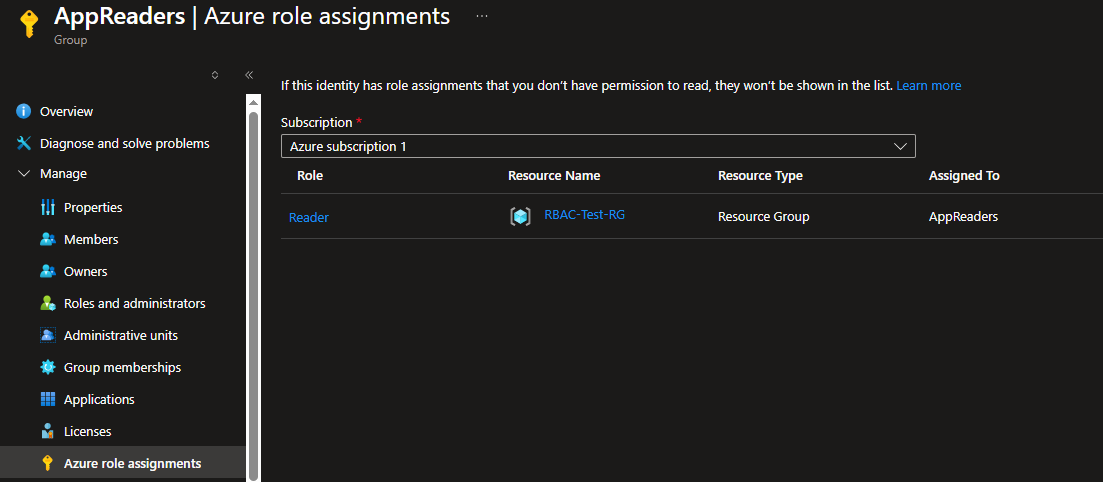 AppReaders | Azure role assignments ...
Group
If this identity has role assignments that you don't have permission to read, they won't be shown in the list. Learn more
Overview
Diagnose and solve problems
Manage
Properties
Members
Owners
Roles and administrators
Administrative units
Group memberships
Applications
Licenses
Azure role assignments
Subscription *
Azure subscription 1
Role Resource Name Resource Type Assigned To
Reader RBAC-Test-RG Resource Group AppReaders